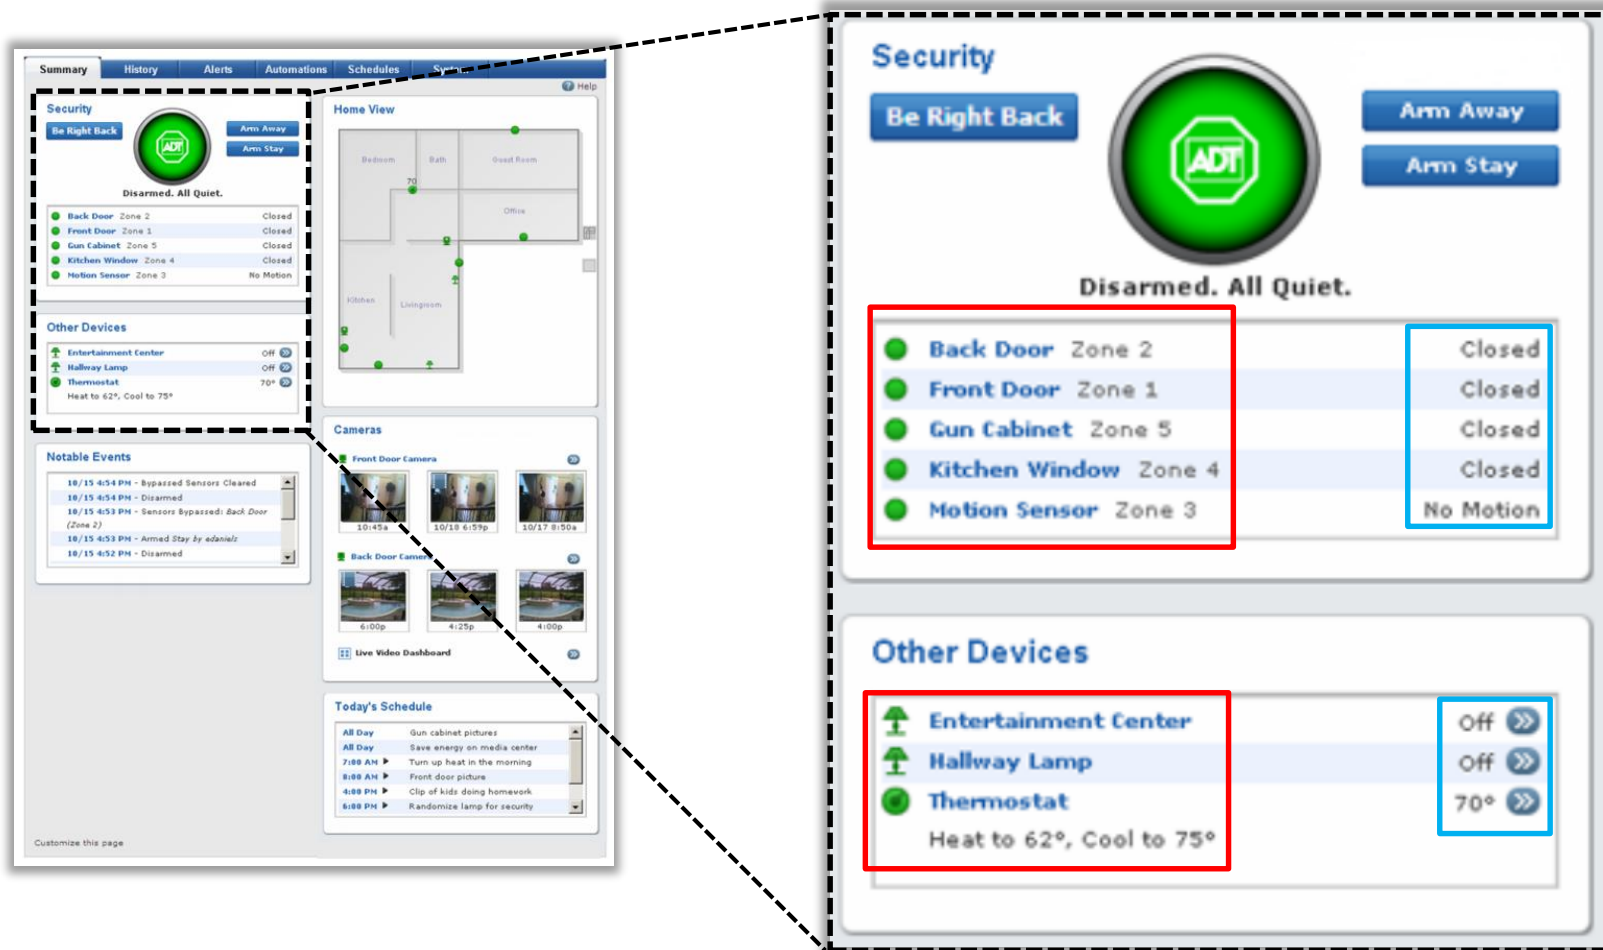 Summary History Alerts Automations Schedules
Help
Security
Be Right Back
ADT
Arm Away
Arm Stay
Disarmed. All Quiet.
Back Door Zone 2 Closed
Front Door Zone 1 Closed
Gun Cabinet Zone 5 Closed
Kitchen Window Zone 4 Closed
Motion Sensor Zone 3 No Motion
Other Devices
Entertainment Center Off
Hallway Lamp Off
Thermostat 70°
Heat to 62°, Cool to 75°
Notable Events
10/15 4:54 PM - Bypassed Sensors Cleared
10/15 4:54 PM - Disarmed
10/15 4:53 PM - Sensors Bypassed: Back Door
(Zone 2)
10/15 4:53 PM - Armed Stay by edaniels
10/15 4:52 PM - Disarmed
Customize this page
Home View
Bedroom Bath Guest Room
70
Office
Kitchen Livingroom
Cameras
Front Door Camera
10:45a 10/18 6:59p 10/17 8:50a
Back Door Camera
6:00p 4:25p 4:00p
Live Video Dashboard
Today's Schedule
All Day Gun cabinet pictures
All Day Save energy on media center
7:00 AM Turn up heat in the morning
8:00 AM Front door picture
4:00 PM Clip of kids doing homework
6:00 PM Randomize lamp for security
Security
Be Right Back
ADT
Arm Away
Arm Stay
Disarmed. All Quiet.
Back Door Zone 2 Closed
Front Door Zone 1 Closed
Gun Cabinet Zone 5 Closed
Kitchen Window Zone 4 Closed
Motion Sensor Zone 3 No Motion
Other Devices
Entertainment Center Off
Hallway Lamp Off
Thermostat 70°
Heat to 62°, Cool to 75°